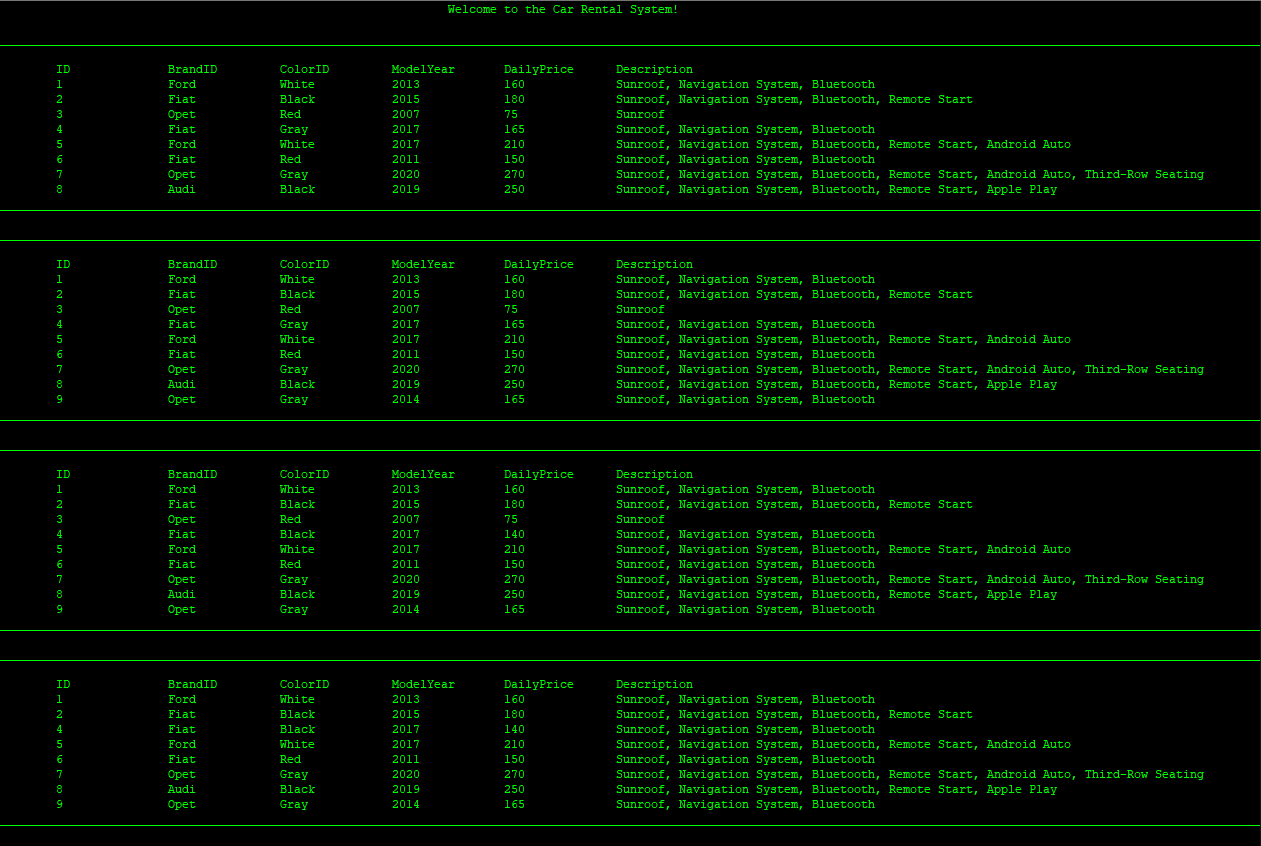 Welcome to the Car Rental System!
ID BrandID ColorID ModelYear DailyPrice Description
1 Ford White 2013 160 Sunroof, Navigation System, Bluetooth
2 Fiat Black 2015 180 Sunroof, Navigation System, Bluetooth, Remote Start
3 Opet Red 2007 75 Sunroof
4 Fiat Gray 2017 165 Sunroof, Navigation System, Bluetooth
5 Ford White 2017 210 Sunroof, Navigation System, Bluetooth, Remote Start, Android Auto
6 Fiat Red 2011 150 Sunroof, Navigation System, Bluetooth
7 Opet Gray 2020 270 Sunroof, Navigation System, Bluetooth, Remote Start, Android Auto, Third-Row Seating
8 Audi Black 2019 250 Sunroof, Navigation System, Bluetooth, Remote Start, Apple Play
ID BrandID ColorID ModelYear DailyPrice Description
1 Ford White 2013 160 Sunroof, Navigation System, Bluetooth
2 Fiat Black 2015 180 Sunroof, Navigation System, Bluetooth, Remote Start
3 Opet Red 2007 75 Sunroof
4 Fiat Gray 2017 165 Sunroof, Navigation System, Bluetooth
5 Ford White 2017 210 Sunroof, Navigation System, Bluetooth, Remote Start, Android Auto
6 Fiat Red 2011 150 Sunroof, Navigation System, Bluetooth
7 Opet Gray 2020 270 Sunroof, Navigation System, Bluetooth, Remote Start, Android Auto, Third-Row Seating
8 Audi Black 2019 250 Sunroof, Navigation System, Bluetooth, Remote Start, Apple Play
9 Opet Gray 2014 165 Sunroof, Navigation System, Bluetooth
ID BrandID ColorID ModelYear DailyPrice Description
1 Ford White 2013 160 Sunroof, Navigation System, Bluetooth
2 Fiat Black 2015 180 Sunroof, Navigation System, Bluetooth, Remote Start
3 Opet Red 2007 75 Sunroof
4 Fiat Black 2017 140 Sunroof, Navigation System, Bluetooth
5 Ford White 2017 210 Sunroof, Navigation System, Bluetooth, Remote Start, Android Auto
6 Fiat Red 2011 150 Sunroof, Navigation System, Bluetooth
7 Opet Gray 2020 270 Sunroof, Navigation System, Bluetooth, Remote Start, Android Auto, Third-Row Seating
8 Audi Black 2019 250 Sunroof, Navigation System, Bluetooth, Remote Start, Apple Play
9 Opet Gray 2014 165 Sunroof, Navigation System, Bluetooth
ID BrandID ColorID ModelYear DailyPrice Description
1 Ford White 2013 160 Sunroof, Navigation System, Bluetooth
2 Fiat Black 2015 180 Sunroof, Navigation System, Bluetooth, Remote Start
4 Fiat Black 2017 140 Sunroof, Navigation System, Bluetooth
5 Ford White 2017 210 Sunroof, Navigation System, Bluetooth, Remote Start, Android Auto
6 Fiat Red 2011 150 Sunroof, Navigation System, Bluetooth
7 Opet Gray 2020 270 Sunroof, Navigation System, Bluetooth, Remote Start, Android Auto, Third-Row Seating
8 Audi Black 2019 250 Sunroof, Navigation System, Bluetooth, Remote Start, Apple Play
9 Opet Gray 2014 165 Sunroof, Navigation System, Bluetooth